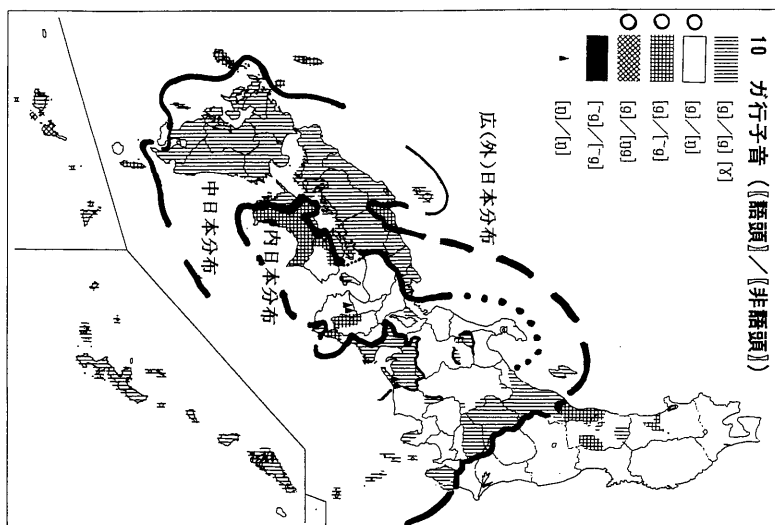 10 ガ行子音(〖語頭〗/〖非語頭〗)
[g]/[g] [ɣ]
[g]/[ŋ]
[g]/[~g]
[g]/[ŋg]
[~g]/[~g]
[ŋ]/[ŋ]
広(外)日本分布
中日本分布
内日本分布